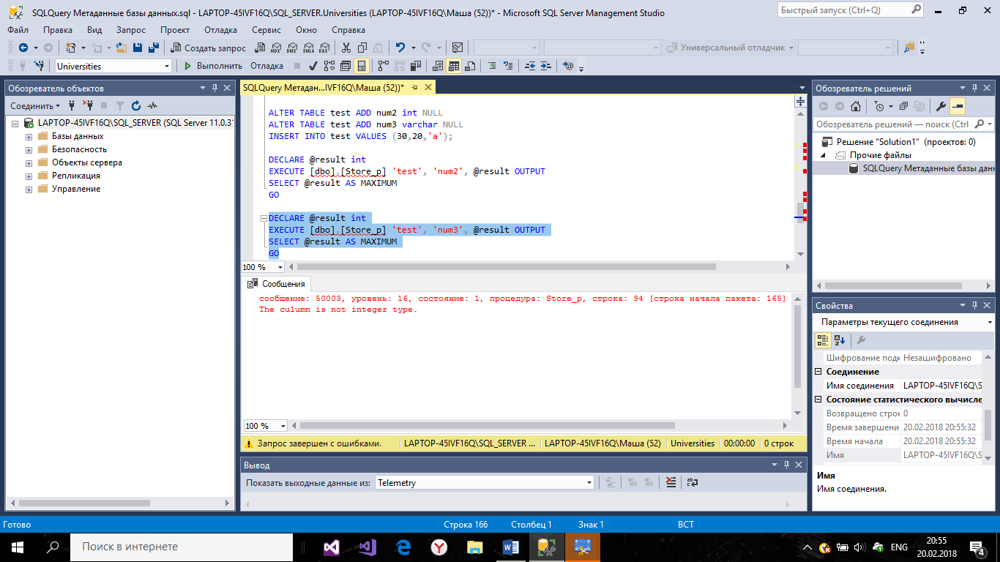 SQLQuery Метаданные базы данных.sql - LAPTOP-45IVF16Q\SQL_SERVER.Universities (LAPTOP-45IVF16Q\Маша (52))* - Microsoft SQL Server Management Studio
Быстрый запуск (Ctrl+Q)
Файл Правка Вид Запрос Проект Отладка Сервис Окно Справка
Создать запрос MDX DMX XMLA DAX Универсальный отладчик
Universities Выполнить Отладка
Обозреватель объектов
Соединить
LAPTOP-45IVF16Q\SQL_SERVER (SQL Server 11.0.31
Базы данных
Безопасность
Объекты сервера
Репликация
Управление
SQLQuery Метадан...IVF16Q\Маша (52))*
ALTER TABLE test ADD num2 int NULL
ALTER TABLE test ADD num3 varchar NULL
INSERT INTO test VALUES (30,20,'a');
DECLARE @result int
EXECUTE [dbo].[Store_p] 'test', 'num2', @result OUTPUT
SELECT @result AS MAXIMUM
GO
DECLARE @result int
EXECUTE [dbo].[Store_p] 'test', 'num3', @result OUTPUT
SELECT @result AS MAXIMUM
GO
100 %
Сообщения
сообщение: 50003, уровень: 16, состояние: 1, процедура: Store_p, строка: 94 [строка начала пакета: 165]
The culumn is not integer type.
100 %
Запрос завершен с ошибками. LAPTOP-45IVF16Q\SQL_SERVER ... LAPTOP-45IVF16Q\Маша (52) Universities 00:00:00 0 строк
Вывод
Показать выходные данные из: Telemetry
Обозреватель решений
Обозреватель решений — поиск (Ctrl
Решение "Solution1" (проектов: 0)
Прочие файлы
SQLQuery Метаданные базы данн
Свойства
Параметры текущего соединения
Шифрование подк Незашифровано
Соединение
Имя соединения LAPTOP-45IVF16Q\S
Состояние статистического вычисле
Возвращено строк 0
Время завершени 20.02.2018 20:55:32
Время начала 20.02.2018 20:55:32
Имя LAPTOP-45IVF16Q\S
Имя
Имя соединения.
Готово Строка 166 Столбец 1 Знак 1 ВСТ
Поиск в интернете
ENG
20:55
20.02.2018
4